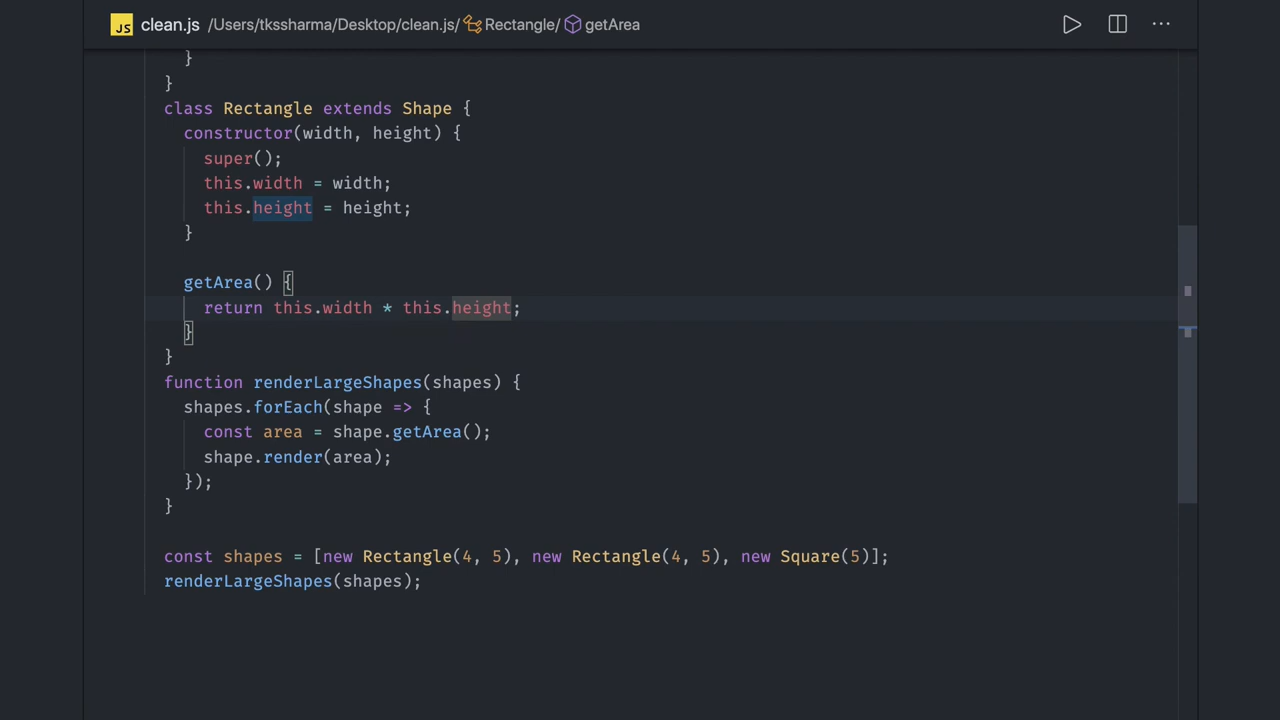 JS clean.js /Users/tkssharma/Desktop/clean.js/ Rectangle/ getArea
}
}
class Rectangle extends Shape {
constructor(width, height) {
super();
this.width = width;
this.height = height;
}
getArea() {
return this.width * this.height;
}
}
function renderLargeShapes(shapes) {
shapes.forEach(shape => {
const area = shape.getArea();
shape.render(area);
});
}
const shapes = [new Rectangle(4, 5), new Rectangle(4, 5), new Square(5)];
renderLargeShapes(shapes);